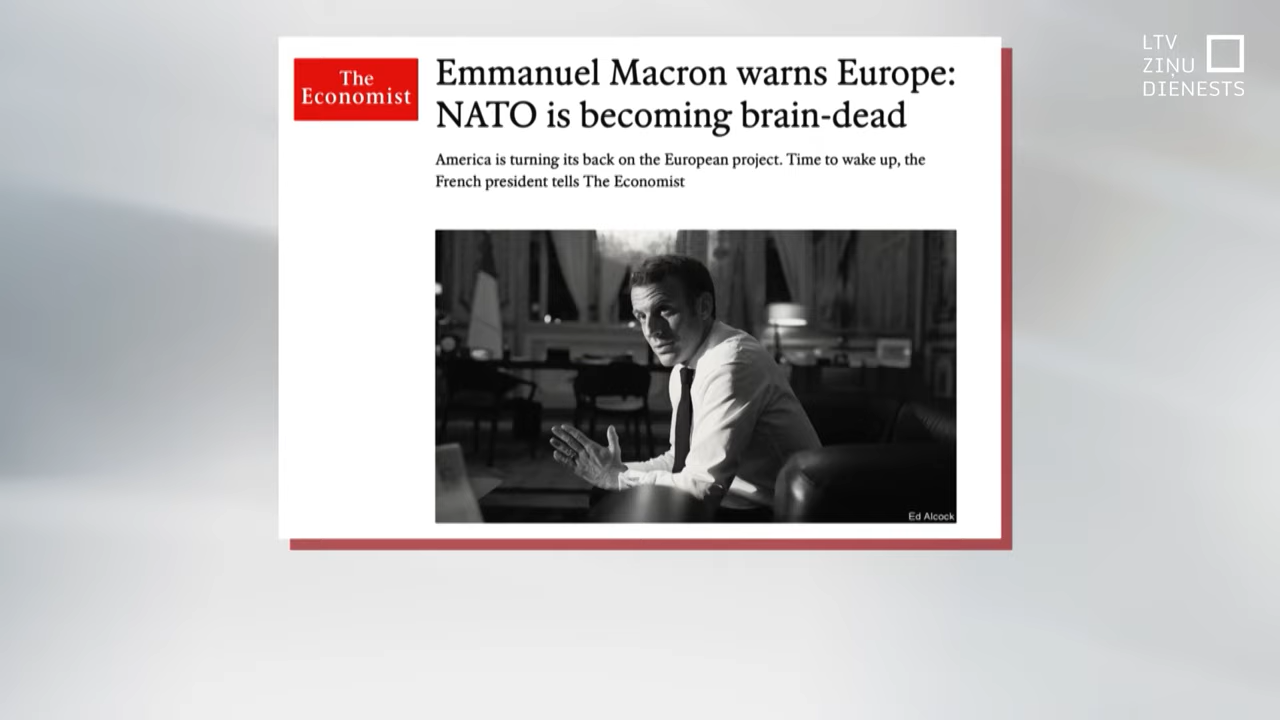 The
Economist
Emmanuel Macron warns Europe:
NATO is becoming brain-dead
America is turning its back on the European project. Time to wake up, the
French president tells The Economist
Ed Alcock
LTV
ZIŅU
DIENESTS